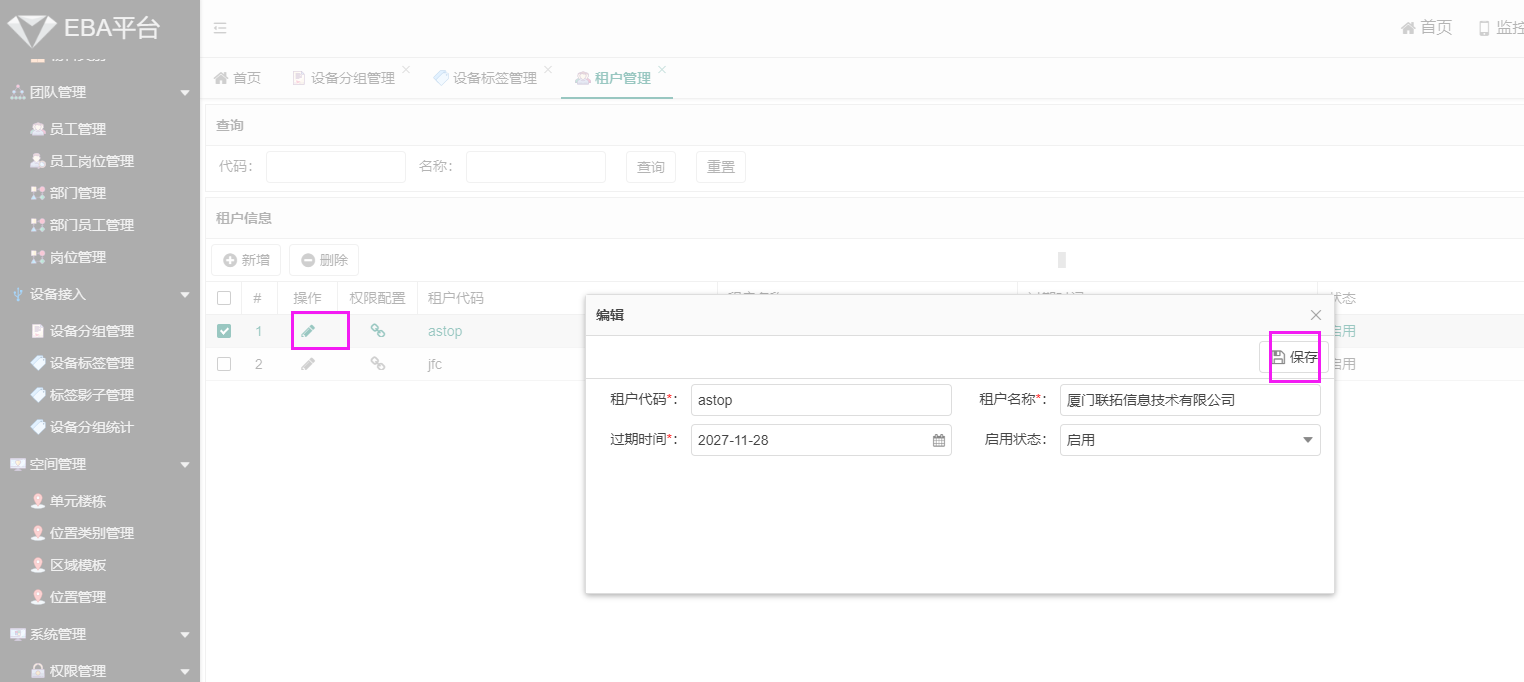 EBA平台
首页
团队管理
员工管理
员工岗位管理
部门管理
部门员工管理
岗位管理
设备接入
设备分组管理
设备标签管理
标签影子管理
设备分组统计
空间管理
单元楼栋
位置类别管理
区域模板
位置管理
系统管理
权限管理
首页 设备分组管理 设备标签管理 租户管理
查询
代码: 名称: 查询 重置
租户信息
新增 删除
# 操作 权限配置 租户代码
1 astop 启用
2 jfc 启用
编辑
保存
租户代码*: astop 租户名称*: 厦门联拓信息技术有限公司
过期时间*: 2027-11-28 启用状态: 启用